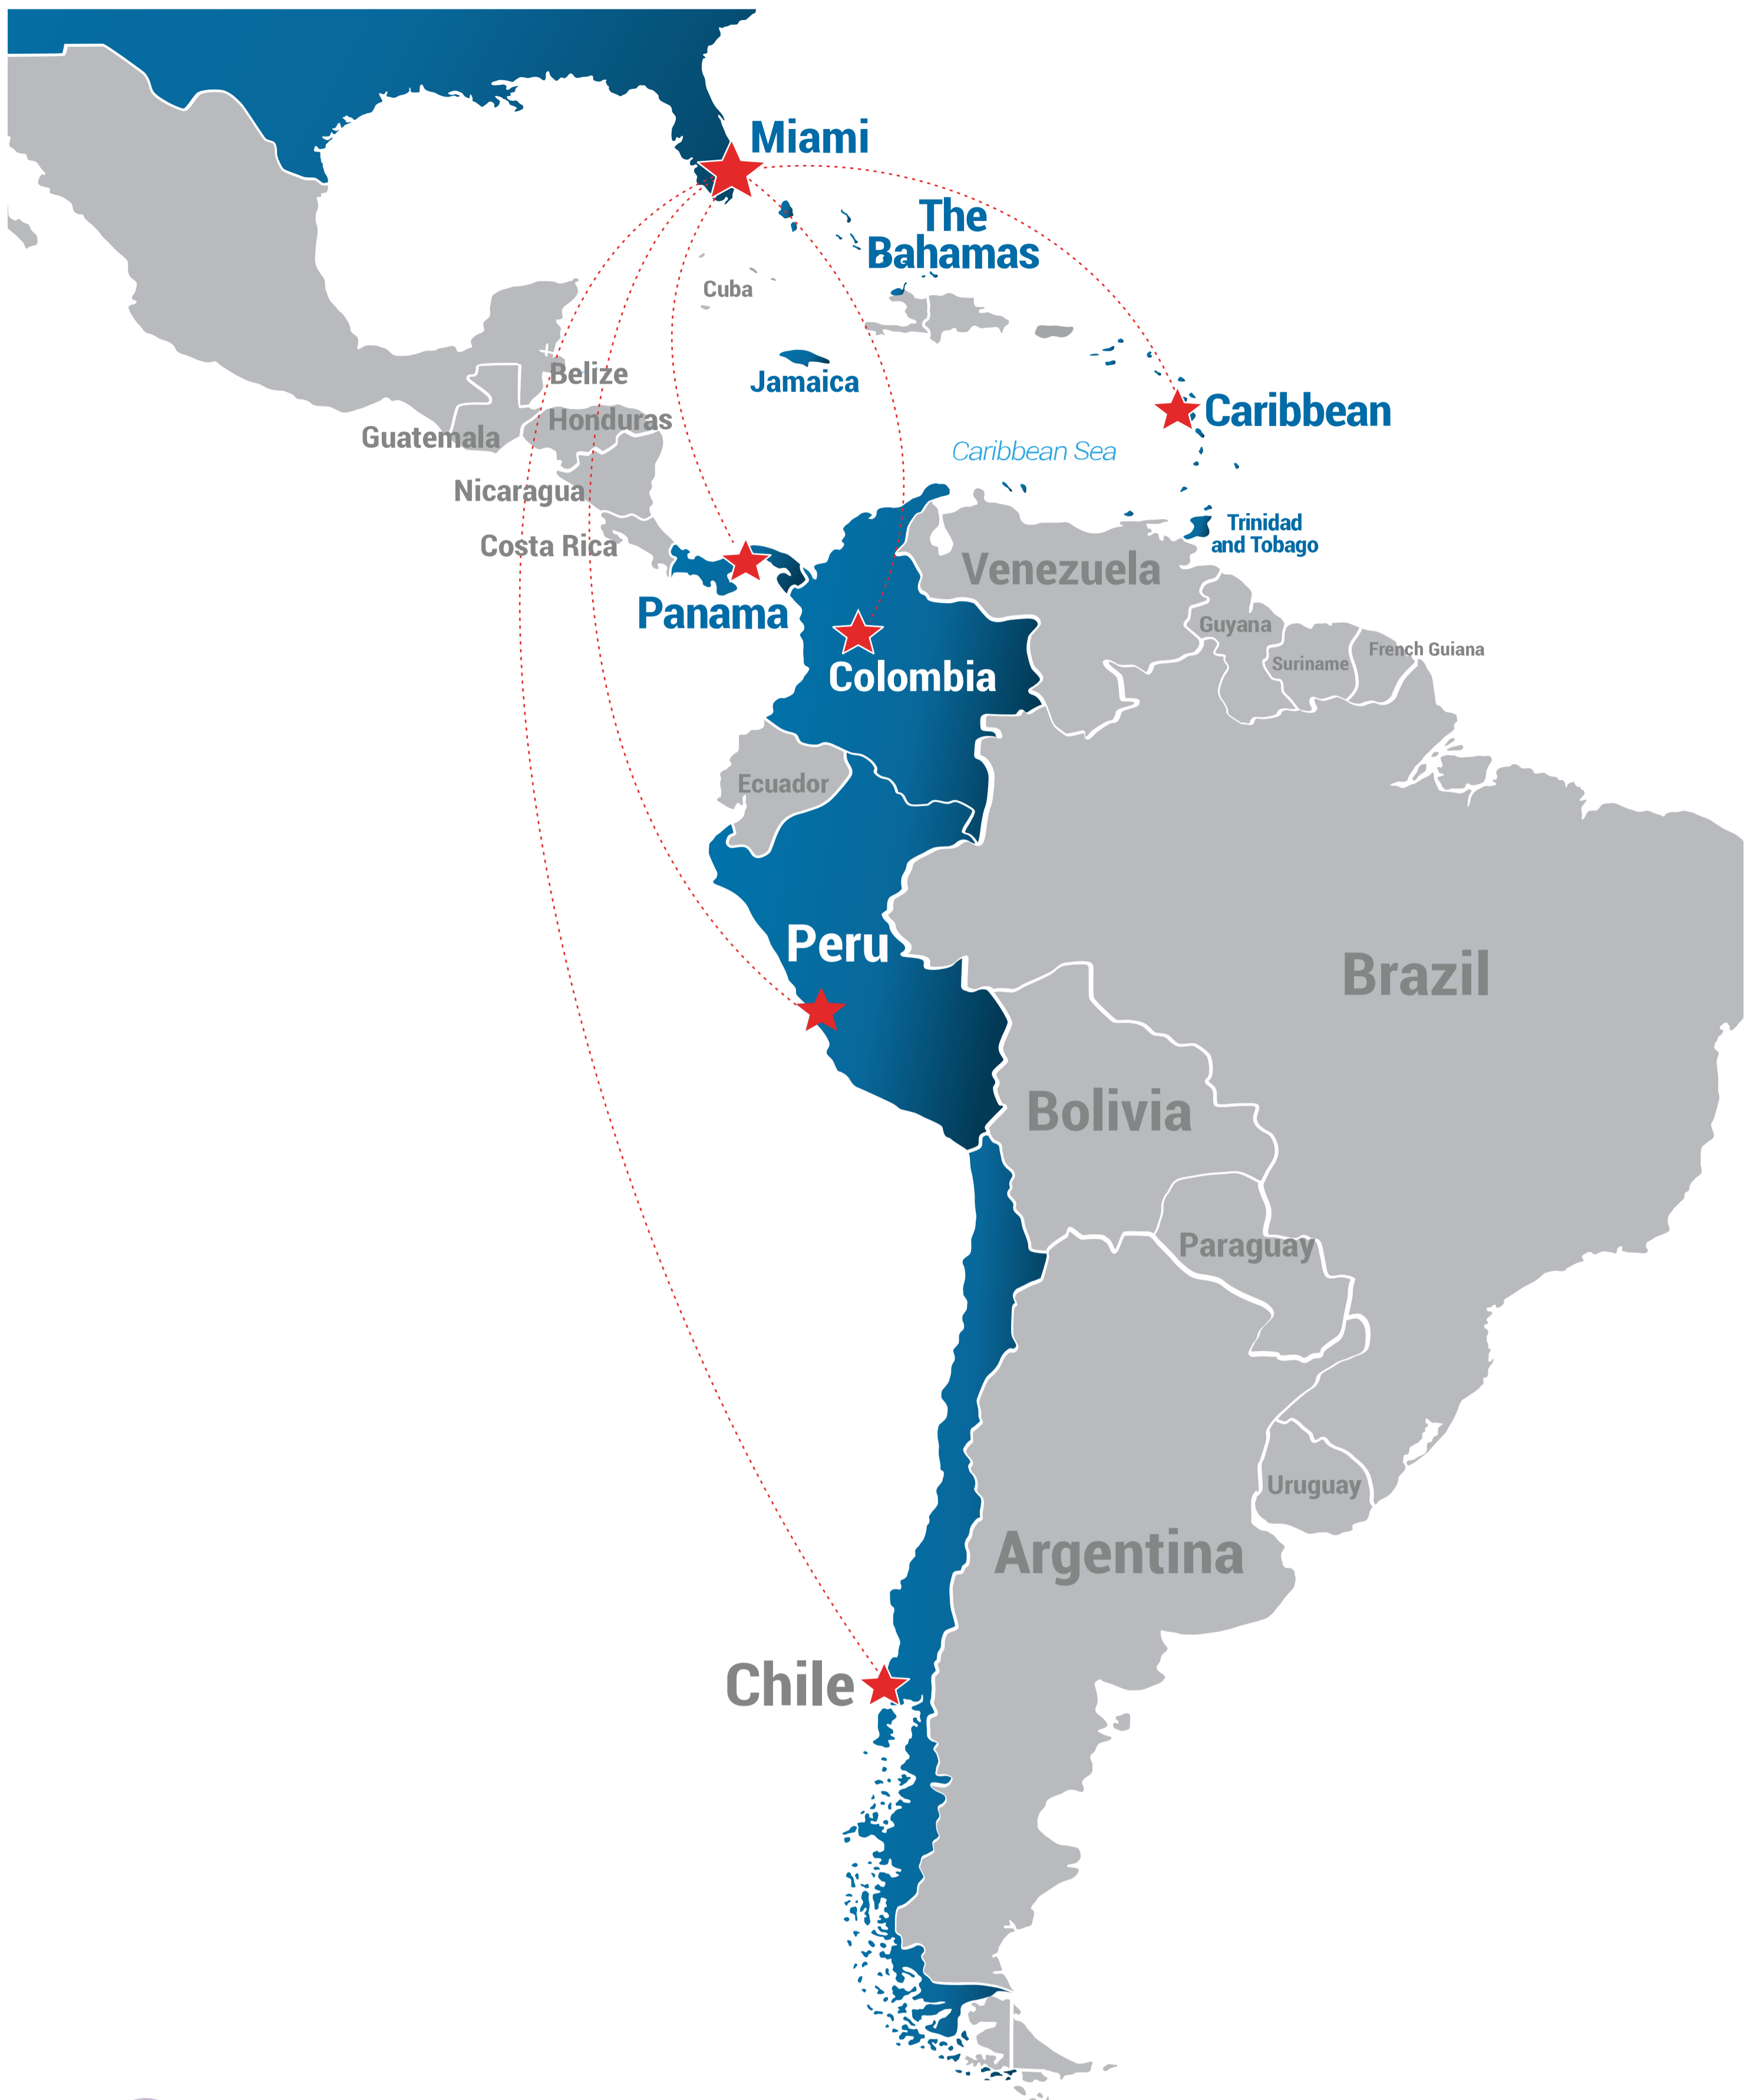 Miami
The
Bahamas
Cuba
Jamaica
Belize
Honduras
Guatemala
Caribbean
Caribbean Sea
Nicaragua
Costa Rica
Trinidad
and Tobago
Venezuela
Panama
Guyana
Suriname
French Guiana
Colombia
Ecuador
Peru
Brazil
Bolivia
Paraguay
Uruguay
Argentina
Chile